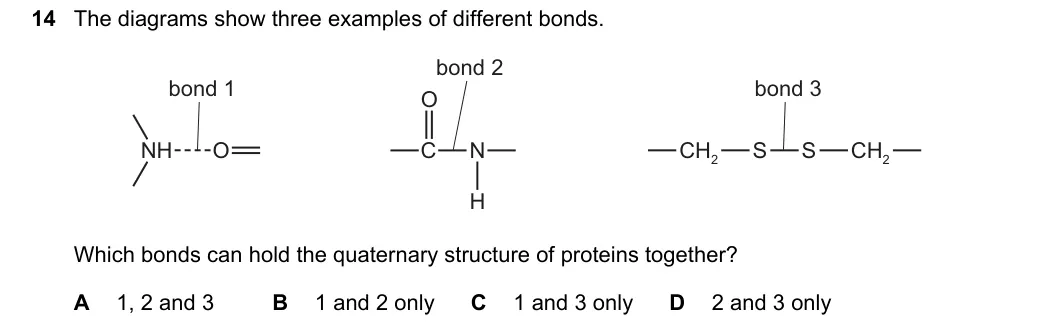 14 The diagrams show three examples of different bonds.
bond 1
NH O
bond 2
O
C N
H
bond 3
CH₂ S S CH₂
Which bonds can hold the quaternary structure of proteins together?
A 1, 2 and 3 B 1 and 2 only C 1 and 3 only D 2 and 3 only